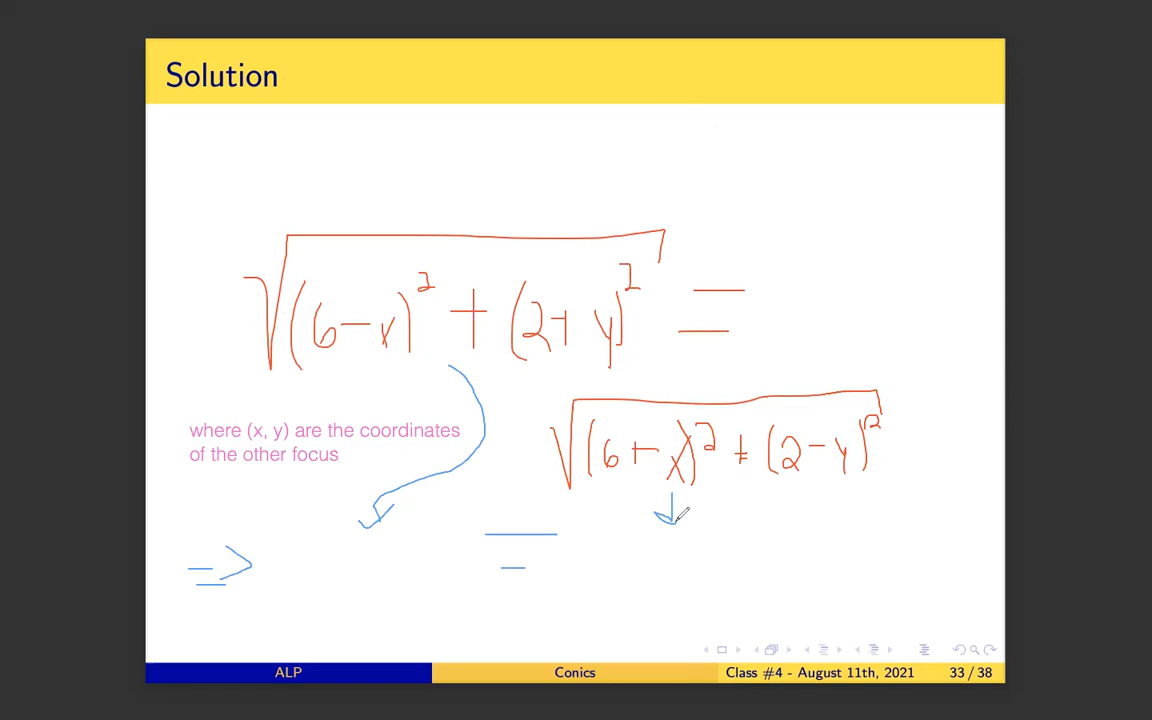 Solution
√((6-x)² + (2+y)²) =
where (x, y) are the coordinates
of the other focus
√((6+x)² + (2-y)²)
=> =
ALP Conics Class #4 - August 11th, 2021 33 / 38